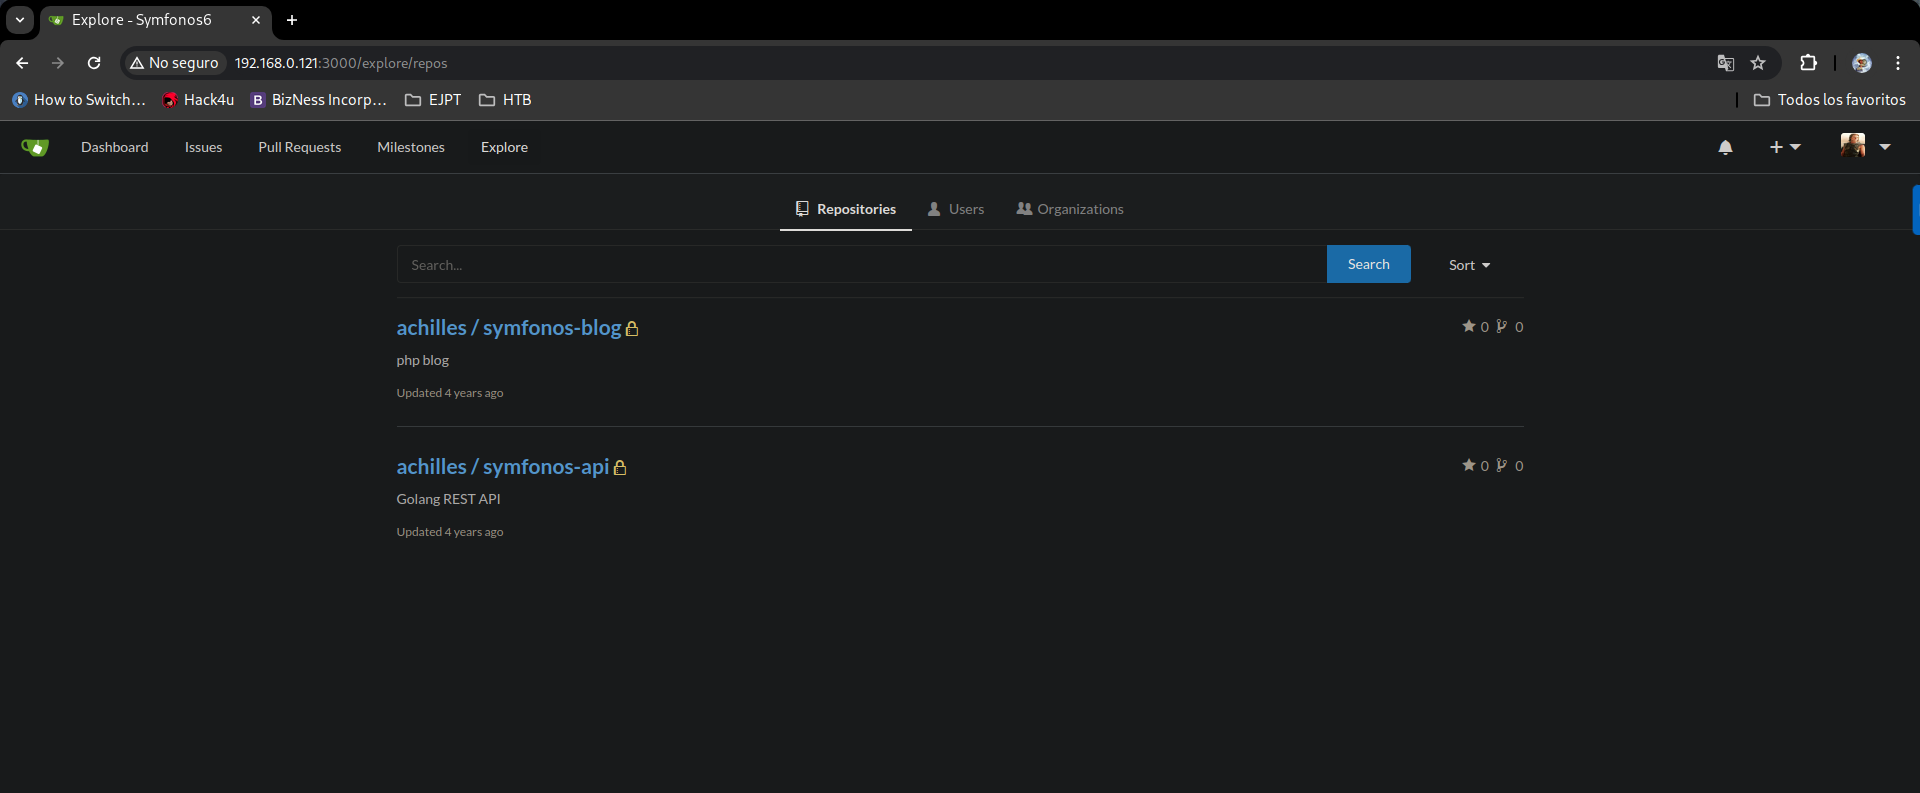 Explore - Symfonos6
No seguro 192.168.0.121:3000/explore/repos
How to Switch... Hack4u B BizNess Incorp... EJPT HTB Todos los favoritos
Dashboard Issues Pull Requests Milestones Explore
Repositories Users Organizations
Search... Search Sort
achilles / symfonos-blog 0 0
php blog
Updated 4 years ago
achilles / symfonos-api 0 0
Golang REST API
Updated 4 years ago